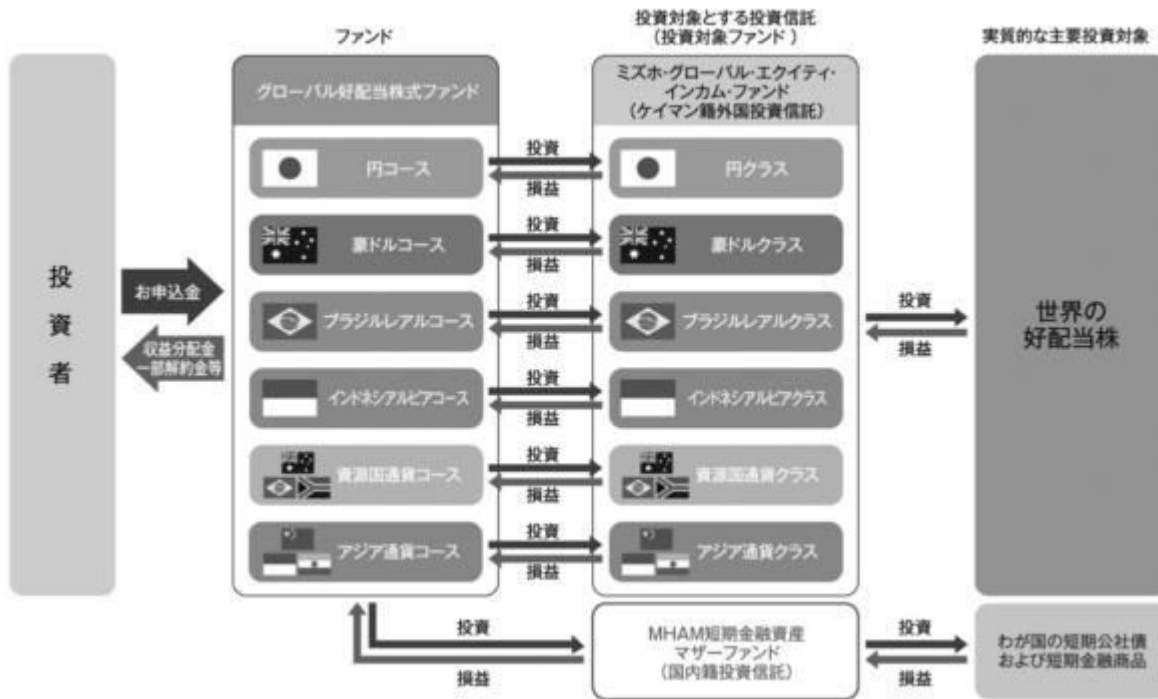 ファンド
投資対象とする投資信託
(投資対象ファンド)
実質的な主要投資対象
投資者
お申込金
収益分配金
一部解約金等
グローバル好配当株式ファンド
ミズホ・グローバル・エクイティ・
インカム・ファンド
(ケイマン籍外国投資信託)
円コース
投資
損益
円クラス
豪ドルコース
投資
損益
豪ドルクラス
ブラジルレアルコース
投資
損益
ブラジルレアルクラス
インドネシアルピアコース
投資
損益
インドネシアルピアクラス
資源国通貨コース
投資
損益
資源国通貨クラス
アジア通貨コース
投資
損益
アジア通貨クラス
投資
損益
世界の
好配当株
投資
損益
MHAM短期金融資産
マザーファンド
(国内籍投資信託)
投資
損益
わが国の短期公社債
および短期金融商品